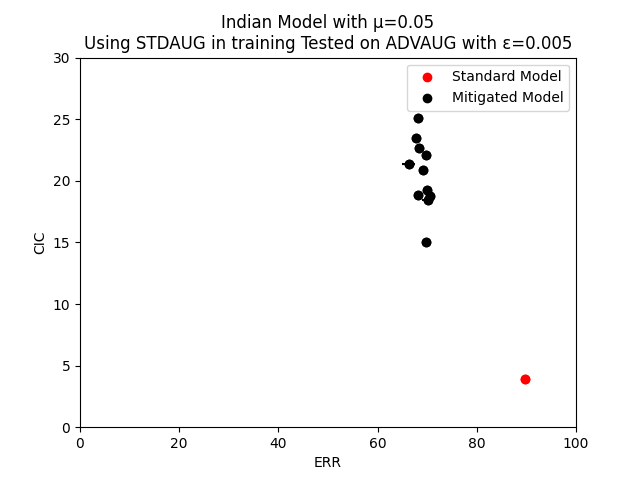 Indian Model with μ=0.05
Using STDAUG in training Tested on ADVAUG with ε=0.005
Standard Model
Mitigated Model
30
25
20
15
10
5
0
CIC
0 20 40 60 80 100
ERR